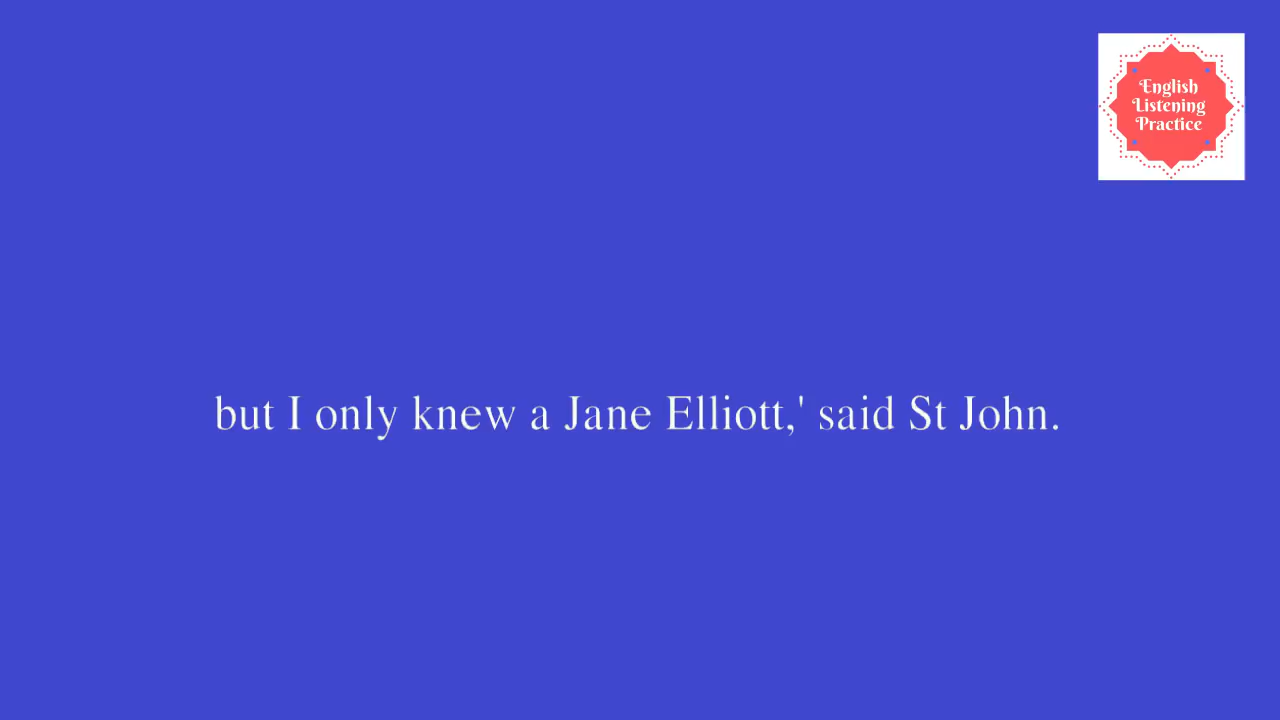 English
Listening
Practice
but I only knew a Jane Elliott,' said St John.